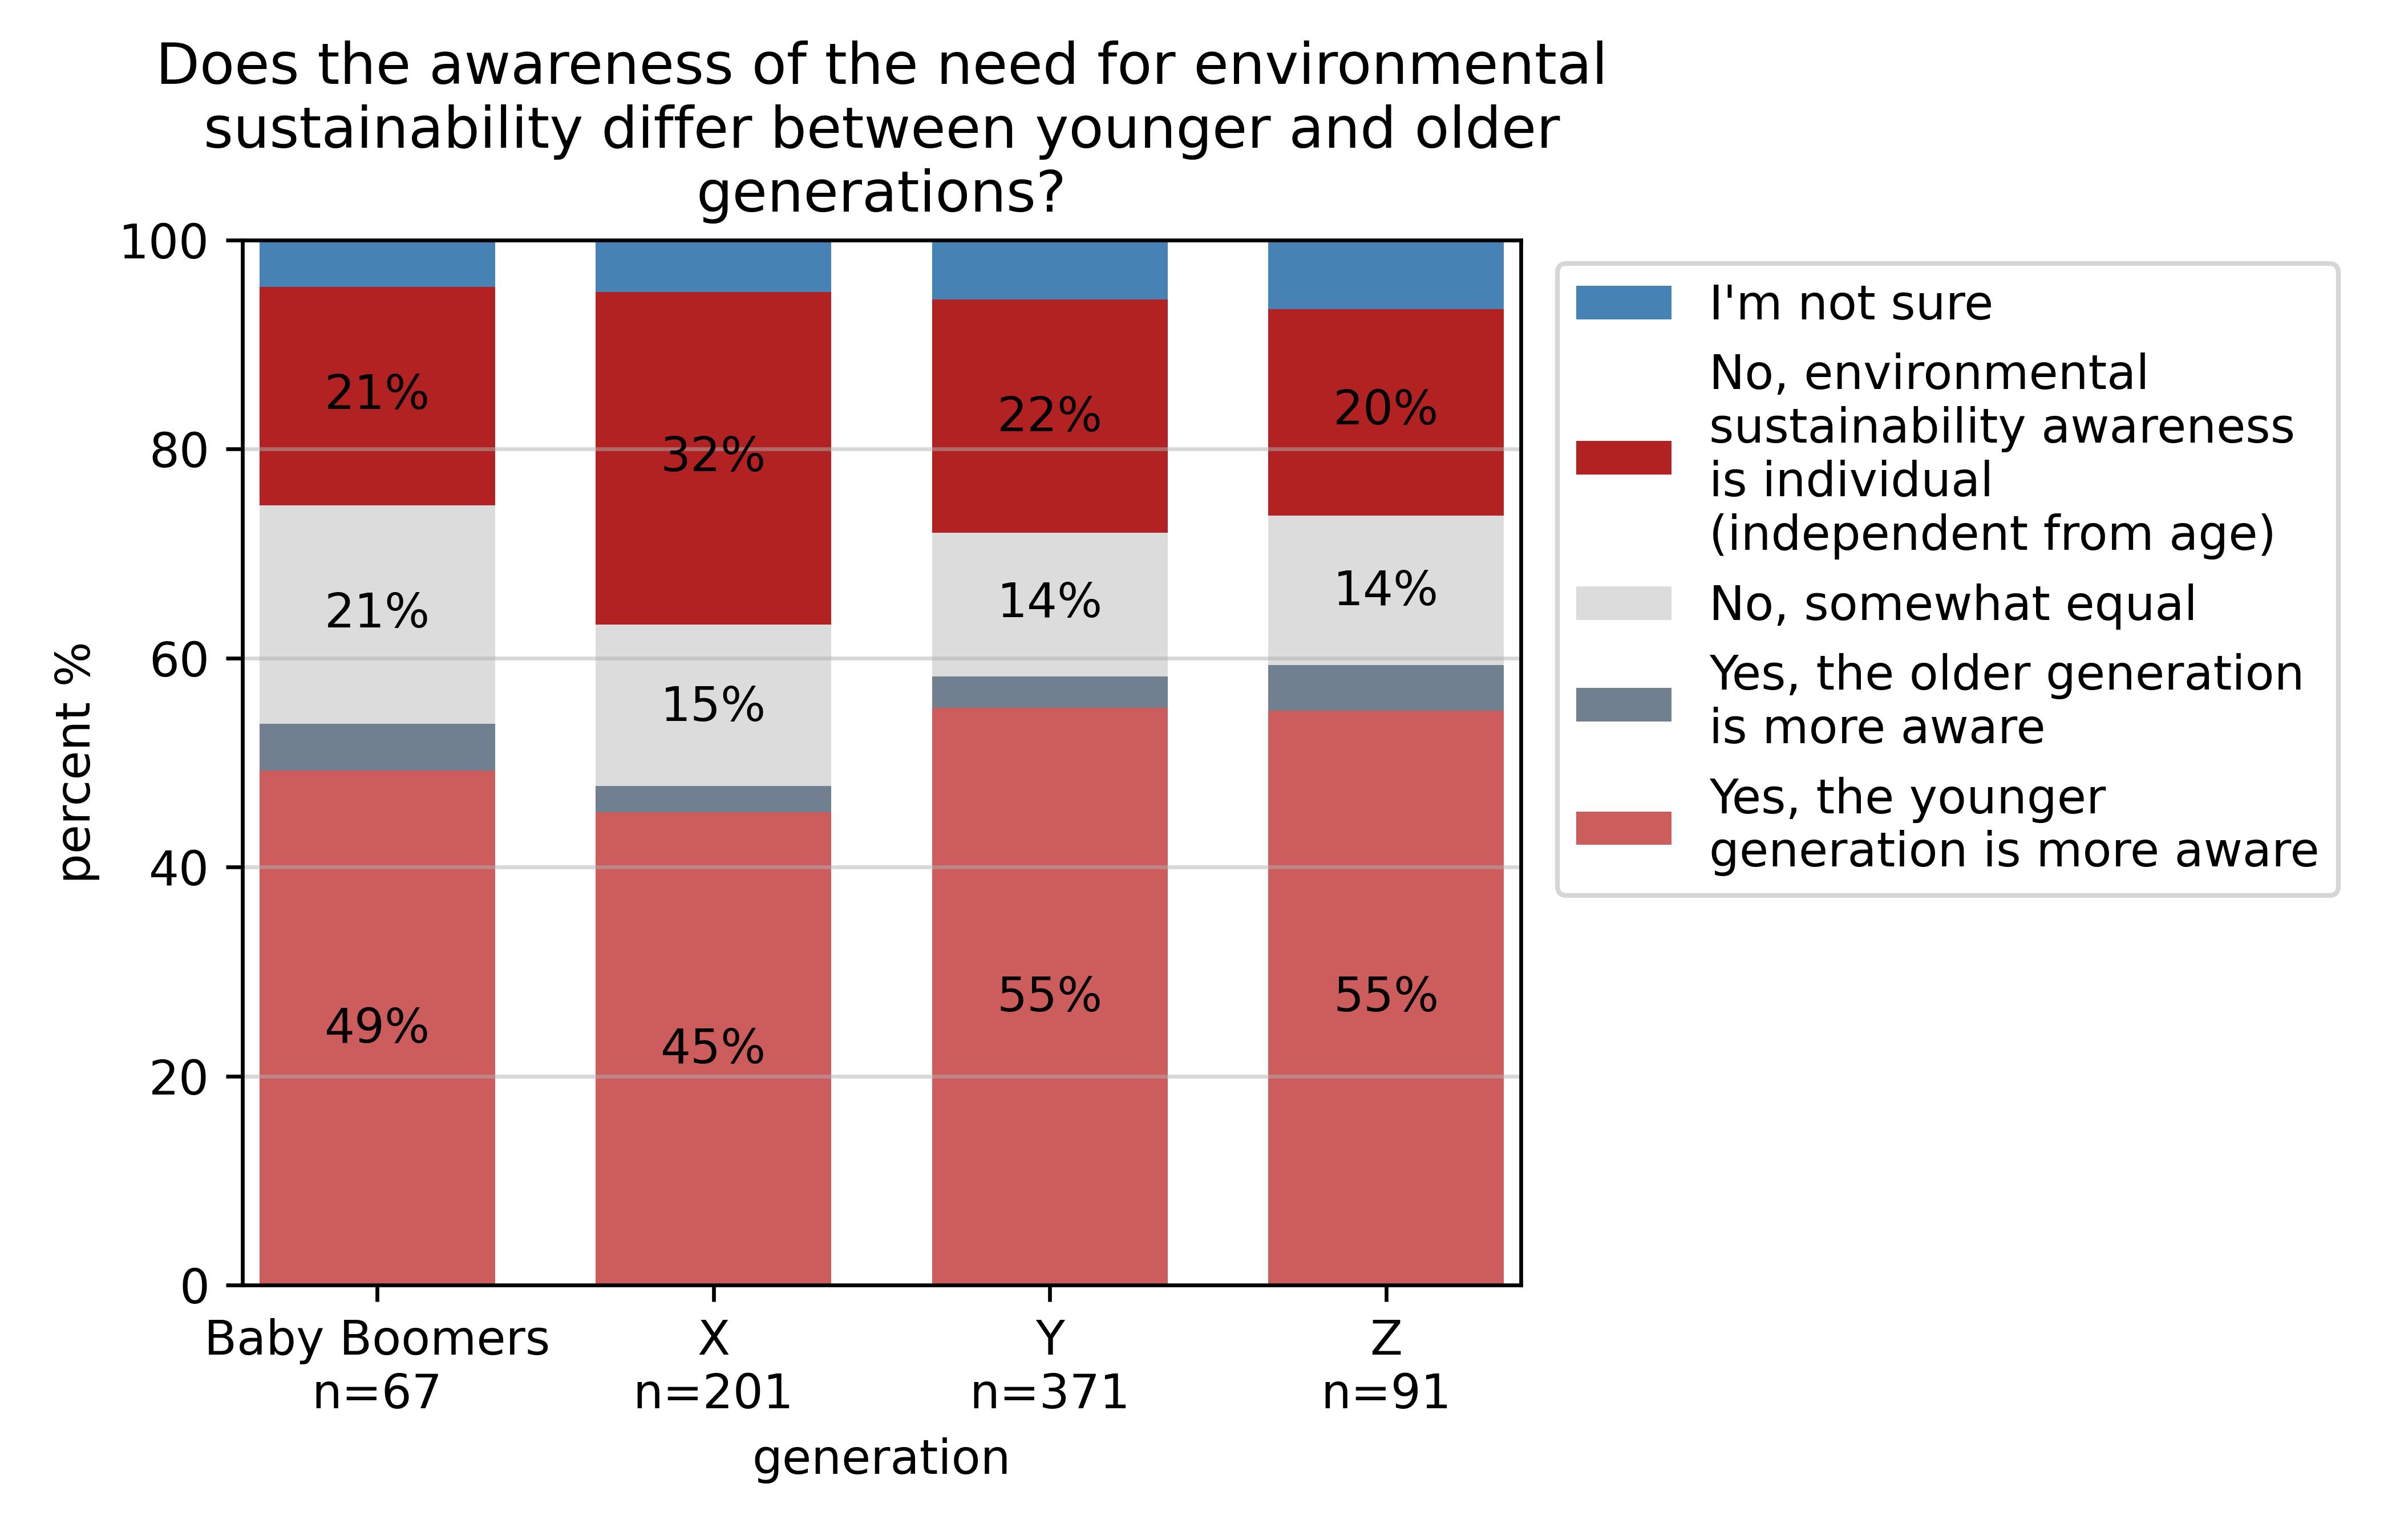 Does the awareness of the need for environmental
sustainability differ between younger and older
generations?
100
80
60
40
20
0
percent %
21%
21%
49%
32%
15%
45%
22%
14%
55%
20%
14%
55%
Baby Boomers
n=67
X
n=201
Y
n=371
Z
n=91
generation
I'm not sure
No, environmental
sustainability awareness
is individual
(independent from age)
No, somewhat equal
Yes, the older generation
is more aware
Yes, the younger
generation is more aware